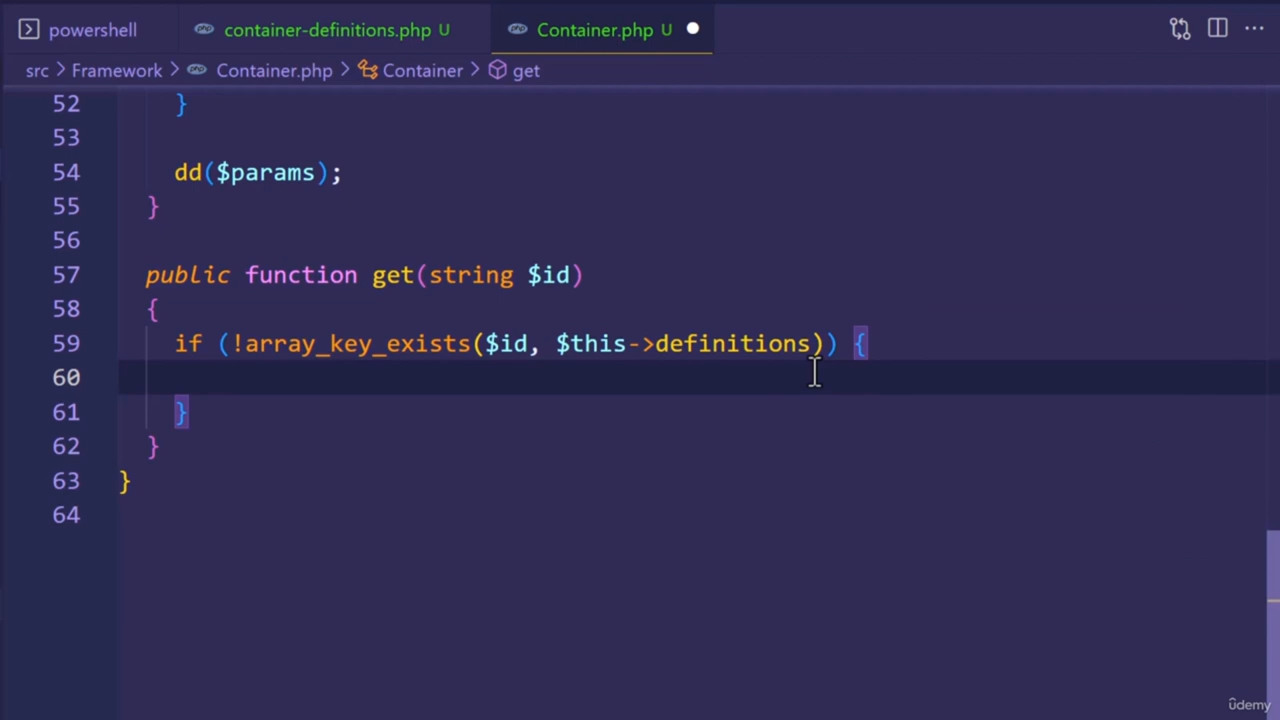 powershell container-definitions.php U Container.php U
src > Framework > Container.php > Container > get
52 }
53
54 dd($params);
55 }
56
57 public function get(string $id)
58 {
59 if (!array_key_exists($id, $this->definitions)) {
60
61 }
62 }
63 }
64
ûdemy